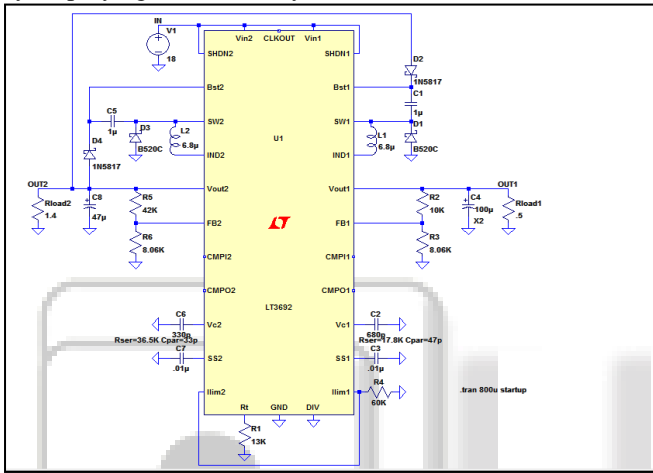 IN
V1
18
Vin2 CLKOUT Vin1
SHDN2 SHDN1
D2
1N5817
Bst2 Bst1
C1
1µ
C5
1µ
D3
B520C
L2
6.8µ
SW2 SW1
U1
L1
6.8µ
D1
B520C
D4
1N5817
IND2 IND1
OUT2
Rload2
1.4
C8
47µ
R5
42K
Vout2 Vout1
R2
10K
C4
100µ
X2
OUT1
Rload1
.5
FB2 FB1
R6
8.06K
R3
8.06K
LT
CMPI2 CMPI1
CMPO2 CMPO1
LT3692
C6
330p
Rser=36.5K Cpar=33p
Vc2 Vc1
C2
680p
Rser=17.8K Cpar=47p
C7
.01µ
SS2 SS1
C3
.01µ
Ilim2 Ilim1
R4
60K
.tran 800u startup
Rt GND DIV
R1
13K